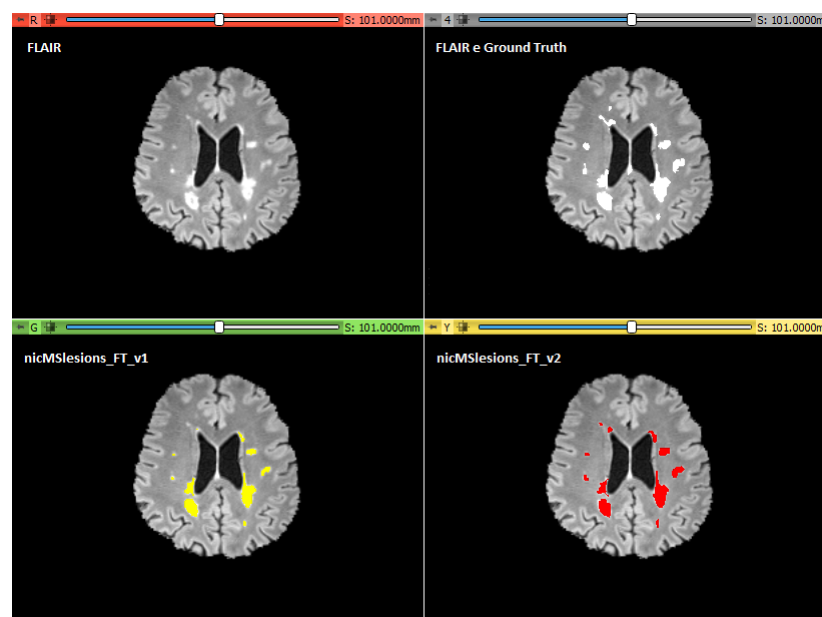 R S: 101.0000mm
4 S: 101.0000mm
FLAIR
FLAIR e Ground Truth
G S: 101.0000mm
Y S: 101.0000mm
nicMSlesions_FT_v1
nicMSlesions_FT_v2